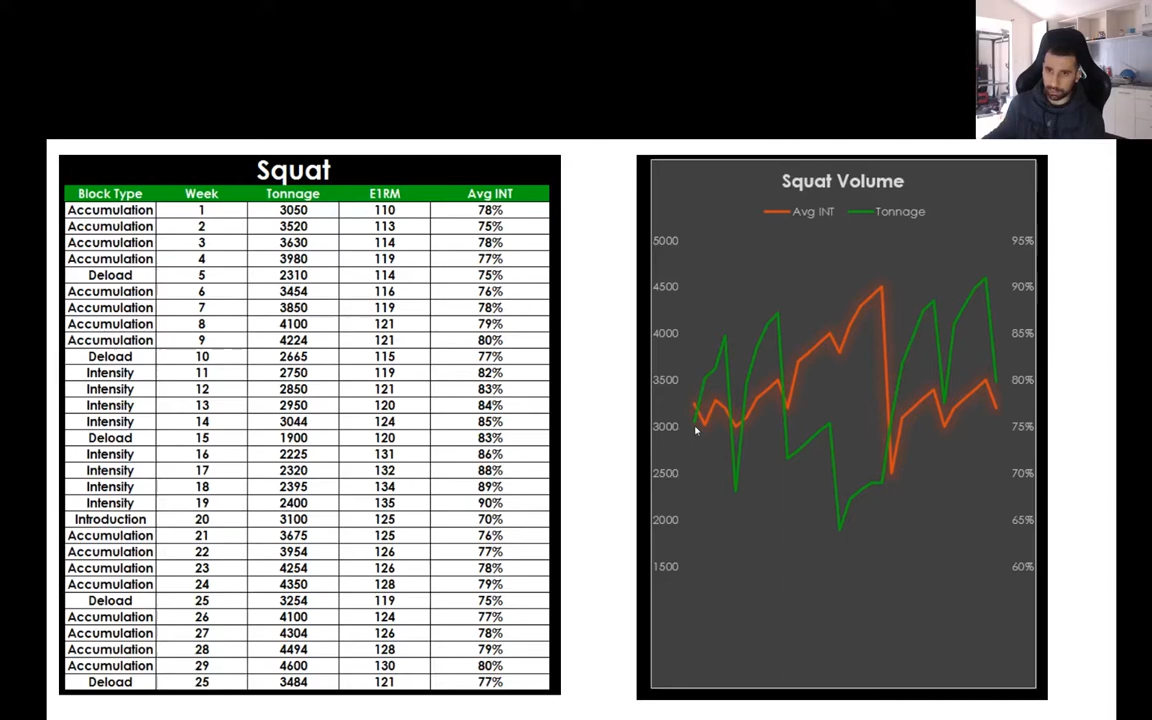 Squat
Block Type Week Tonnage E1RM Avg INT
Accumulation 1 3050 110 78%
Accumulation 2 3520 113 75%
Accumulation 3 3630 114 78%
Accumulation 4 3980 119 77%
Deload 5 2310 114 75%
Accumulation 6 3454 116 76%
Accumulation 7 3850 119 78%
Accumulation 8 4100 121 79%
Accumulation 9 4224 121 80%
Deload 10 2665 115 77%
Intensity 11 2750 119 82%
Intensity 12 2850 121 83%
Intensity 13 2950 120 84%
Intensity 14 3044 124 85%
Deload 15 1900 120 83%
Intensity 16 2225 131 86%
Intensity 17 2320 132 88%
Intensity 18 2395 134 89%
Intensity 19 2400 135 90%
Introduction 20 3100 125 70%
Accumulation 21 3675 125 76%
Accumulation 22 3954 126 77%
Accumulation 23 4254 126 78%
Accumulation 24 4350 128 79%
Deload 25 3254 119 75%
Accumulation 26 4100 124 77%
Accumulation 27 4304 126 78%
Accumulation 28 4494 128 79%
Accumulation 29 4600 130 80%
Deload 25 3484 121 77%
Squat Volume
Avg INT Tonnage
5000 95%
4500 90%
4000 85%
3500 80%
3000 75%
2500 70%
2000 65%
1500 60%